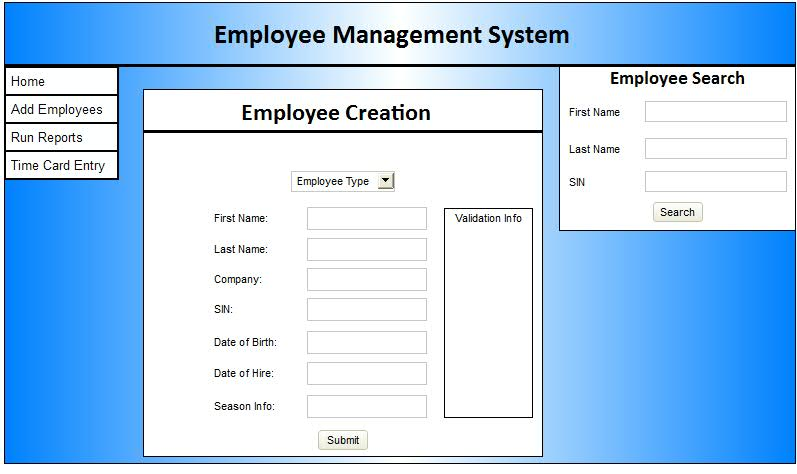 Employee Management System
Home
Add Employees
Run Reports
Time Card Entry
Employee Creation
Employee Type
First Name:
Last Name:
Company:
SIN:
Date of Birth:
Date of Hire:
Season Info:
Submit
Validation Info
Employee Search
First Name
Last Name
SIN
Search